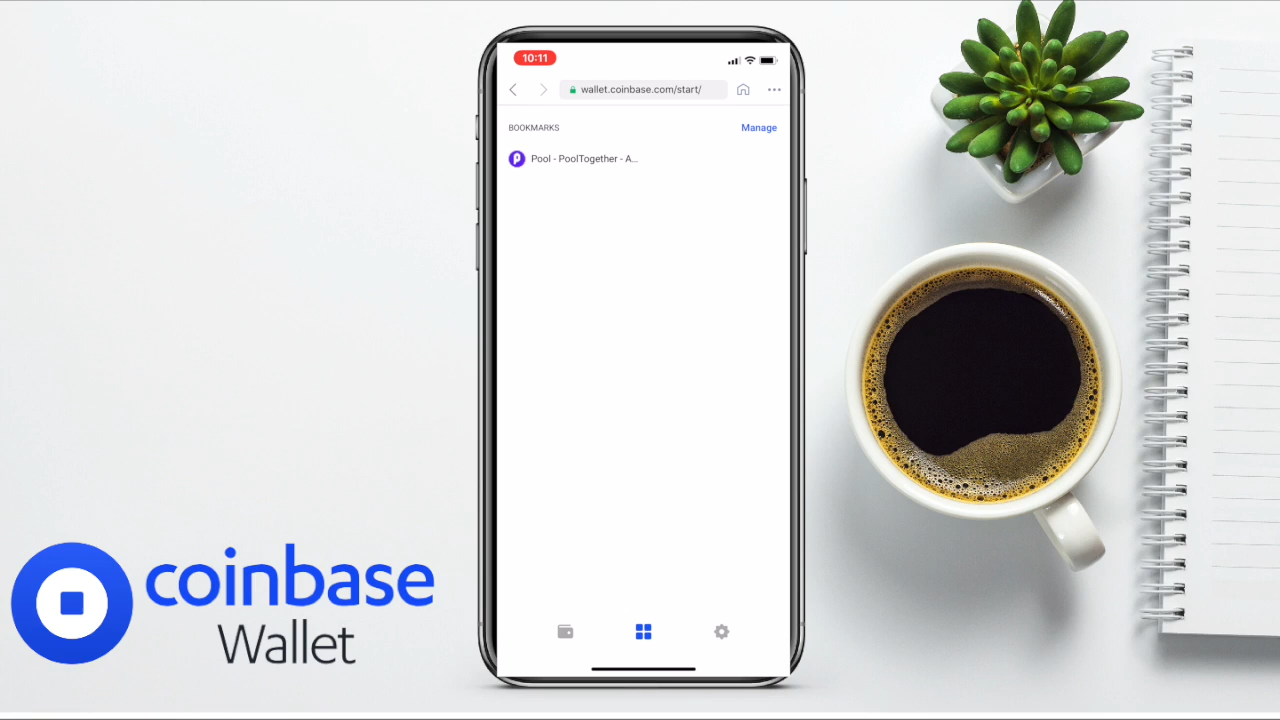 10:11
wallet.coinbase.com/start/
BOOKMARKS
Manage
Pool - PoolTogether - A...
coinbase
Wallet